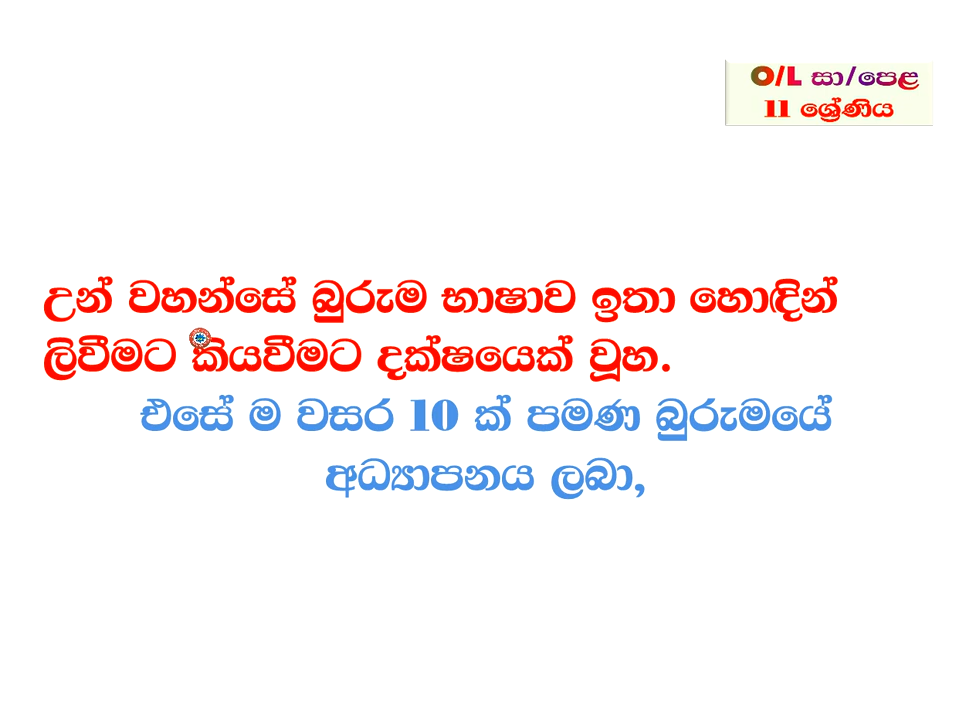 O/L සා/පෙළ
11 ශ්‍රේණිය
උන් වහන්සේ බුරුම භාෂාව ඉතා හොඳින්
ලිවීමට කියවීමට දක්ෂයෙක් වූහ.
එසේ ම වසර 10 ක් පමණ බුරුමයේ
අධ්‍යාපනය ලබා,